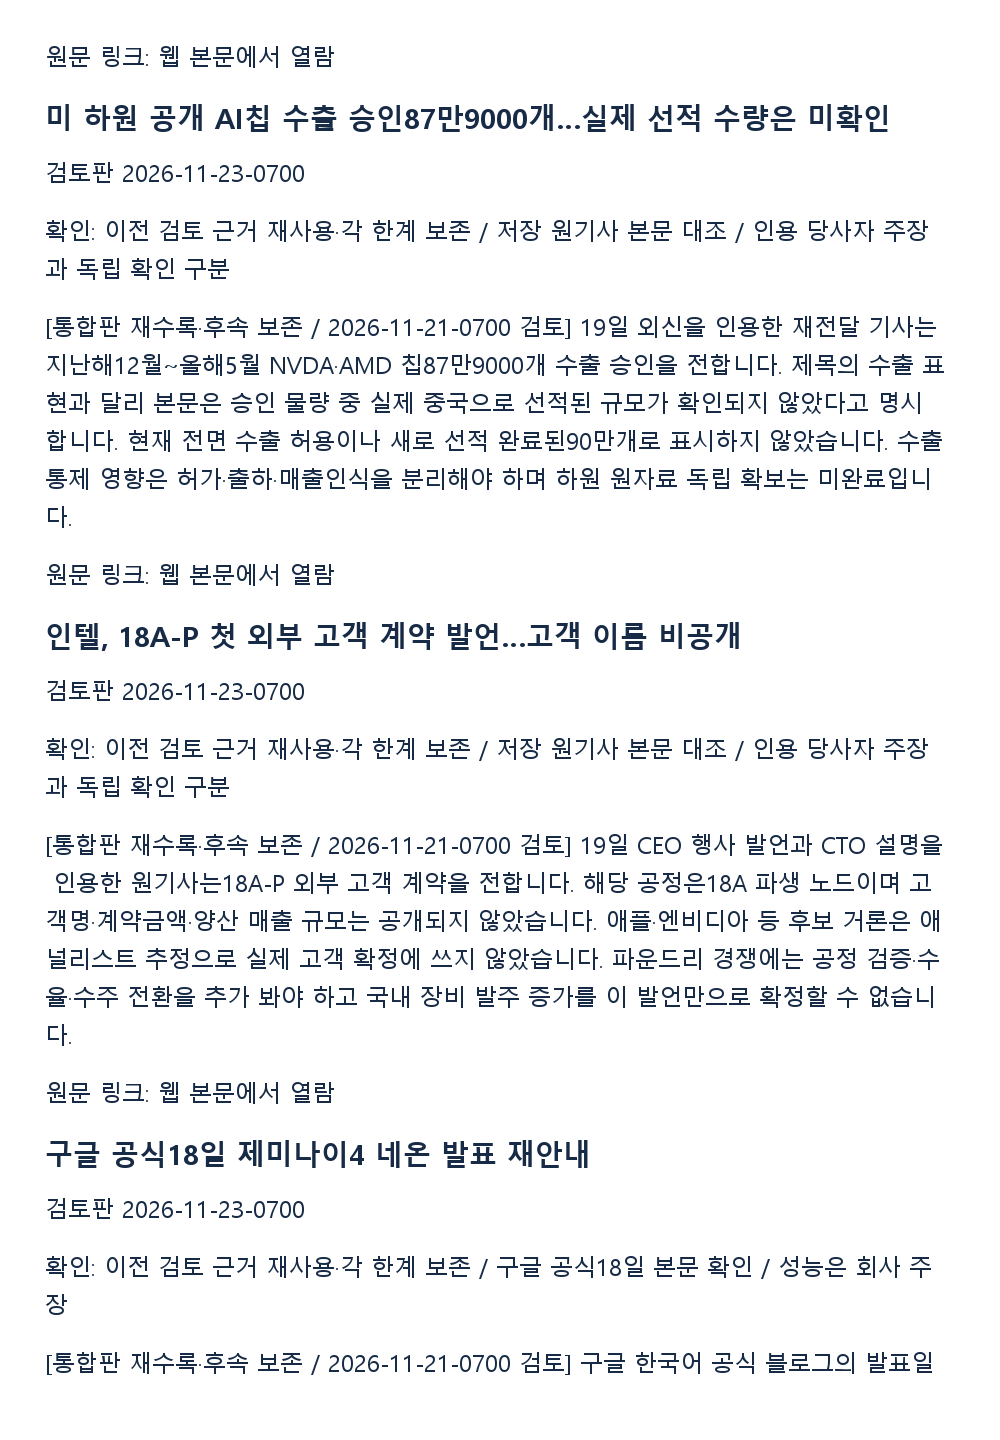 원문 링크: 웹 본문에서 열람
미 하원 공개 AI칩 수출 승인87만9000개...실제 선적 수량은 미확인
검토판 2026-11-23-0700
확인: 이전 검토 근거 재사용·각 한계 보존 / 저장 원기사 본문 대조 / 인용 당사자 주장
과 독립 확인 구분
[통합판 재수록·후속 보존 / 2026-11-21-0700 검토] 19일 외신을 인용한 재전달 기사는
지난해12월~올해5월 NVDA·AMD 칩87만9000개 수출 승인을 전합니다. 제목의 수출 표
현과 달리 본문은 승인 물량 중 실제 중국으로 선적된 규모가 확인되지 않았다고 명시
합니다. 현재 전면 수출 허용이나 새로 선적 완료된90만개로 표시하지 않았습니다. 수출
통제 영향은 허가·출하·매출인식을 분리해야 하며 하원 원자료 독립 확보는 미완료입니
다.
원문 링크: 웹 본문에서 열람
인텔, 18A-P 첫 외부 고객 계약 발언...고객 이름 비공개
검토판 2026-11-23-0700
확인: 이전 검토 근거 재사용·각 한계 보존 / 저장 원기사 본문 대조 / 인용 당사자 주장
과 독립 확인 구분
[통합판 재수록·후속 보존 / 2026-11-21-0700 검토] 19일 CEO 행사 발언과 CTO 설명을
인용한 원기사는18A-P 외부 고객 계약을 전합니다. 해당 공정은18A 파생 노드이며 고
객명·계약금액·양산 매출 규모는 공개되지 않았습니다. 애플·엔비디아 등 후보 거론은 애
널리스트 추정으로 실제 고객 확정에 쓰지 않았습니다. 파운드리 경쟁에는 공정 검증·수
율·수주 전환을 추가 봐야 하고 국내 장비 발주 증가를 이 발언만으로 확정할 수 없습니
다.
원문 링크: 웹 본문에서 열람
구글 공식18일 제미나이4 네온 발표 재안내
검토판 2026-11-23-0700
확인: 이전 검토 근거 재사용·각 한계 보존 / 구글 공식18일 본문 확인 / 성능은 회사 주
장
[통합판 재수록·후속 보존 / 2026-11-21-0700 검토] 구글 한국어 공식 블로그의 발표일